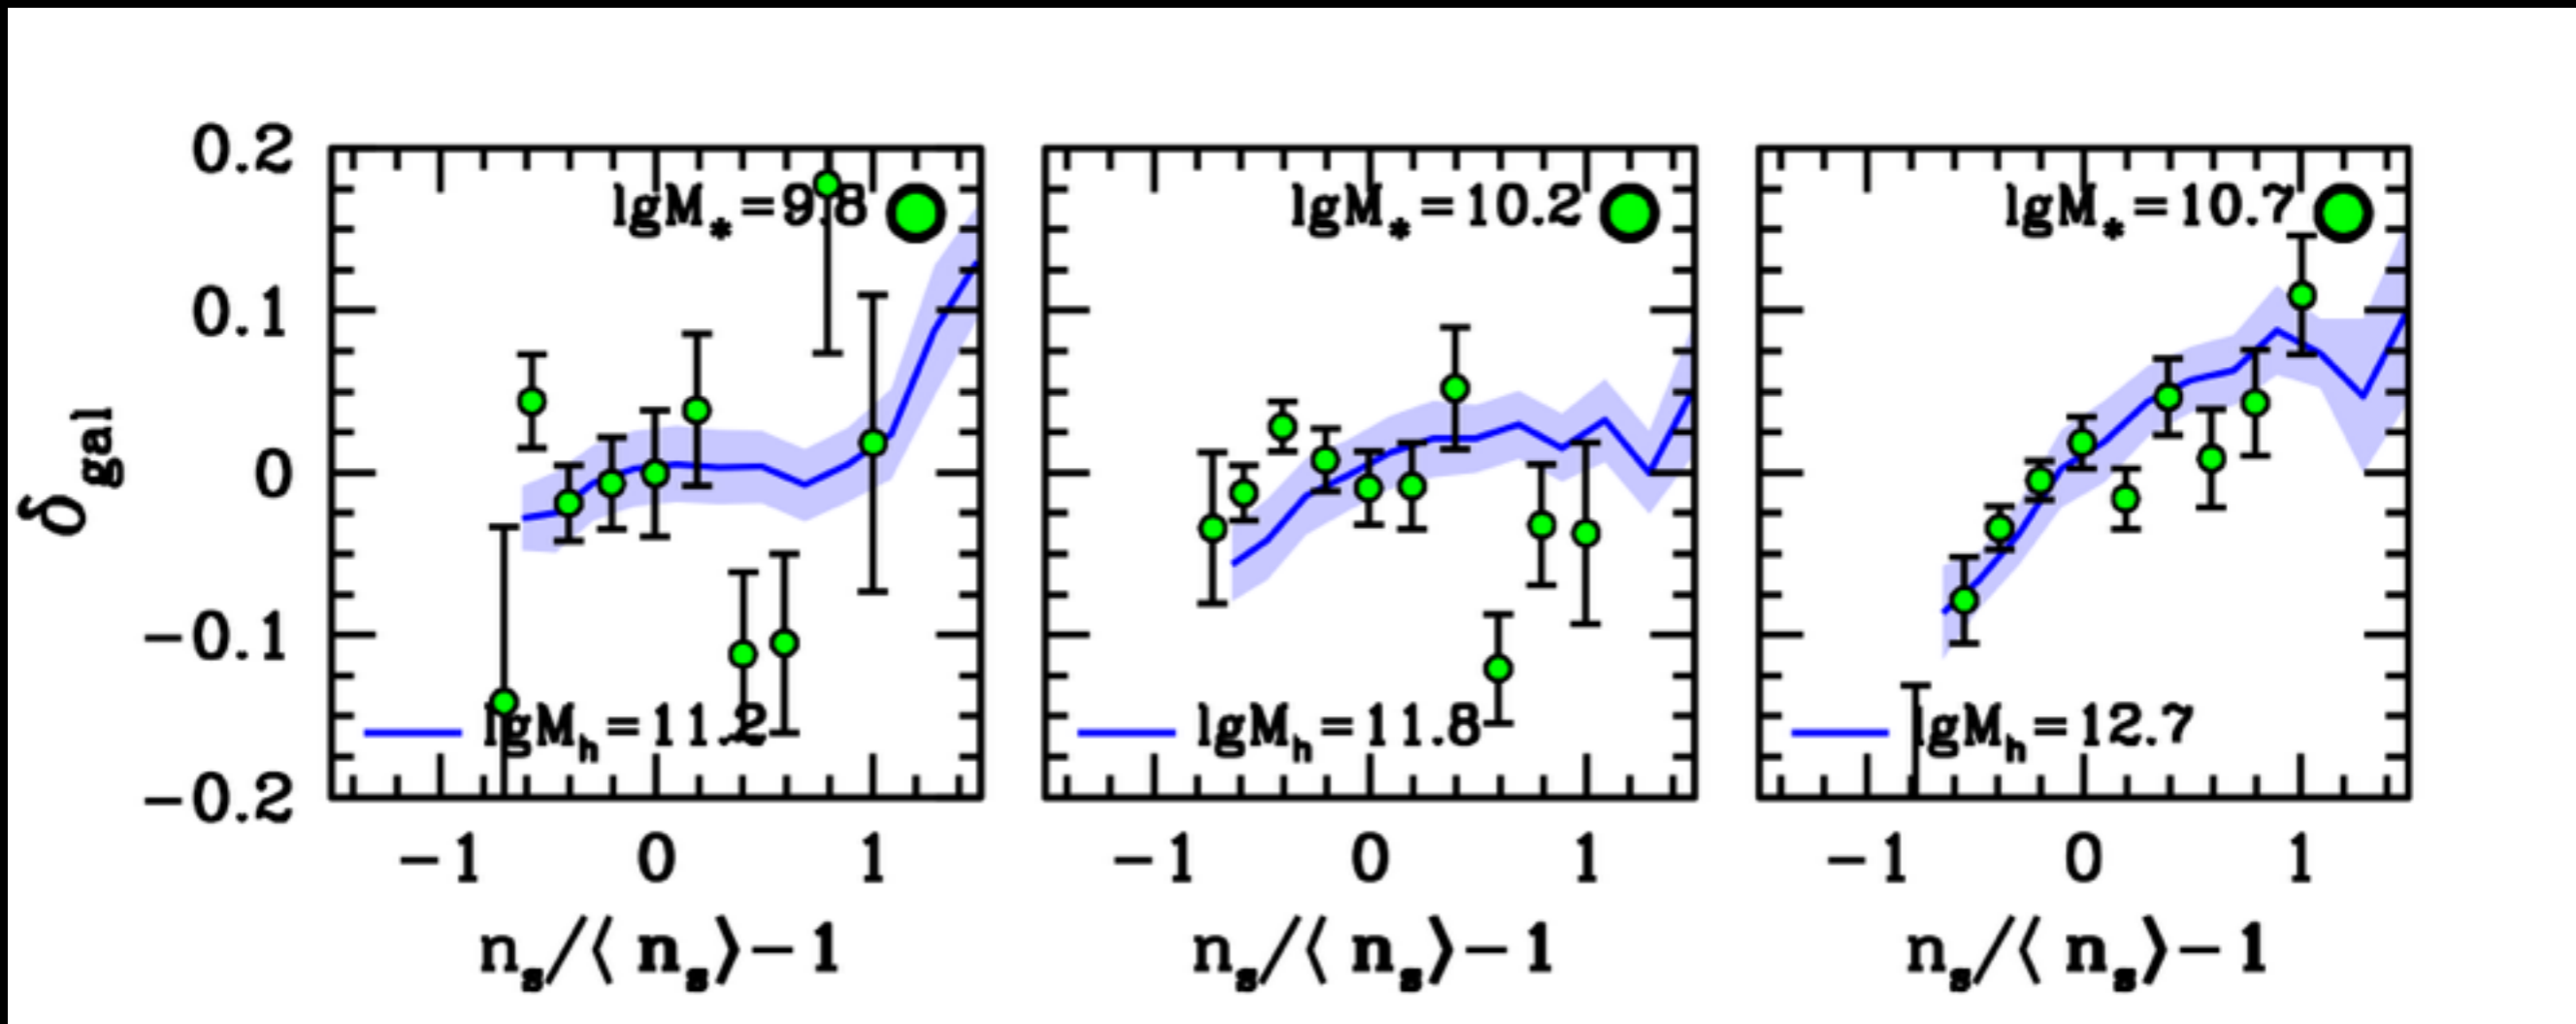 0.2
0.1
0
−0.1
−0.2
δgal
lgM*=9.8
lgMh=11.2
−1 0 1
ns/⟨ns⟩−1
lgM*=10.2
lgMh=11.8
−1 0 1
ns/⟨ns⟩−1
lgM*=10.7
lgMh=12.7
−1 0 1
ns/⟨ns⟩−1